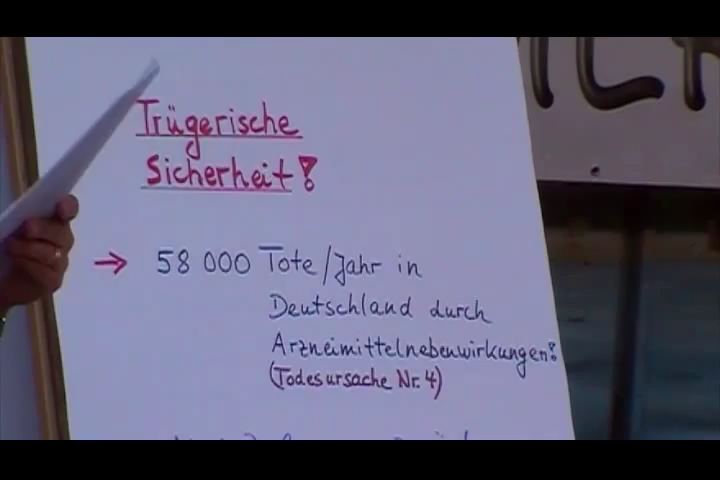 Trügerische
Sicherheit!
→ 58 000 Tote/Jahr in
Deutschland durch
Arzneimittelnebenwirkungen!
(Todesursache Nr. 4)